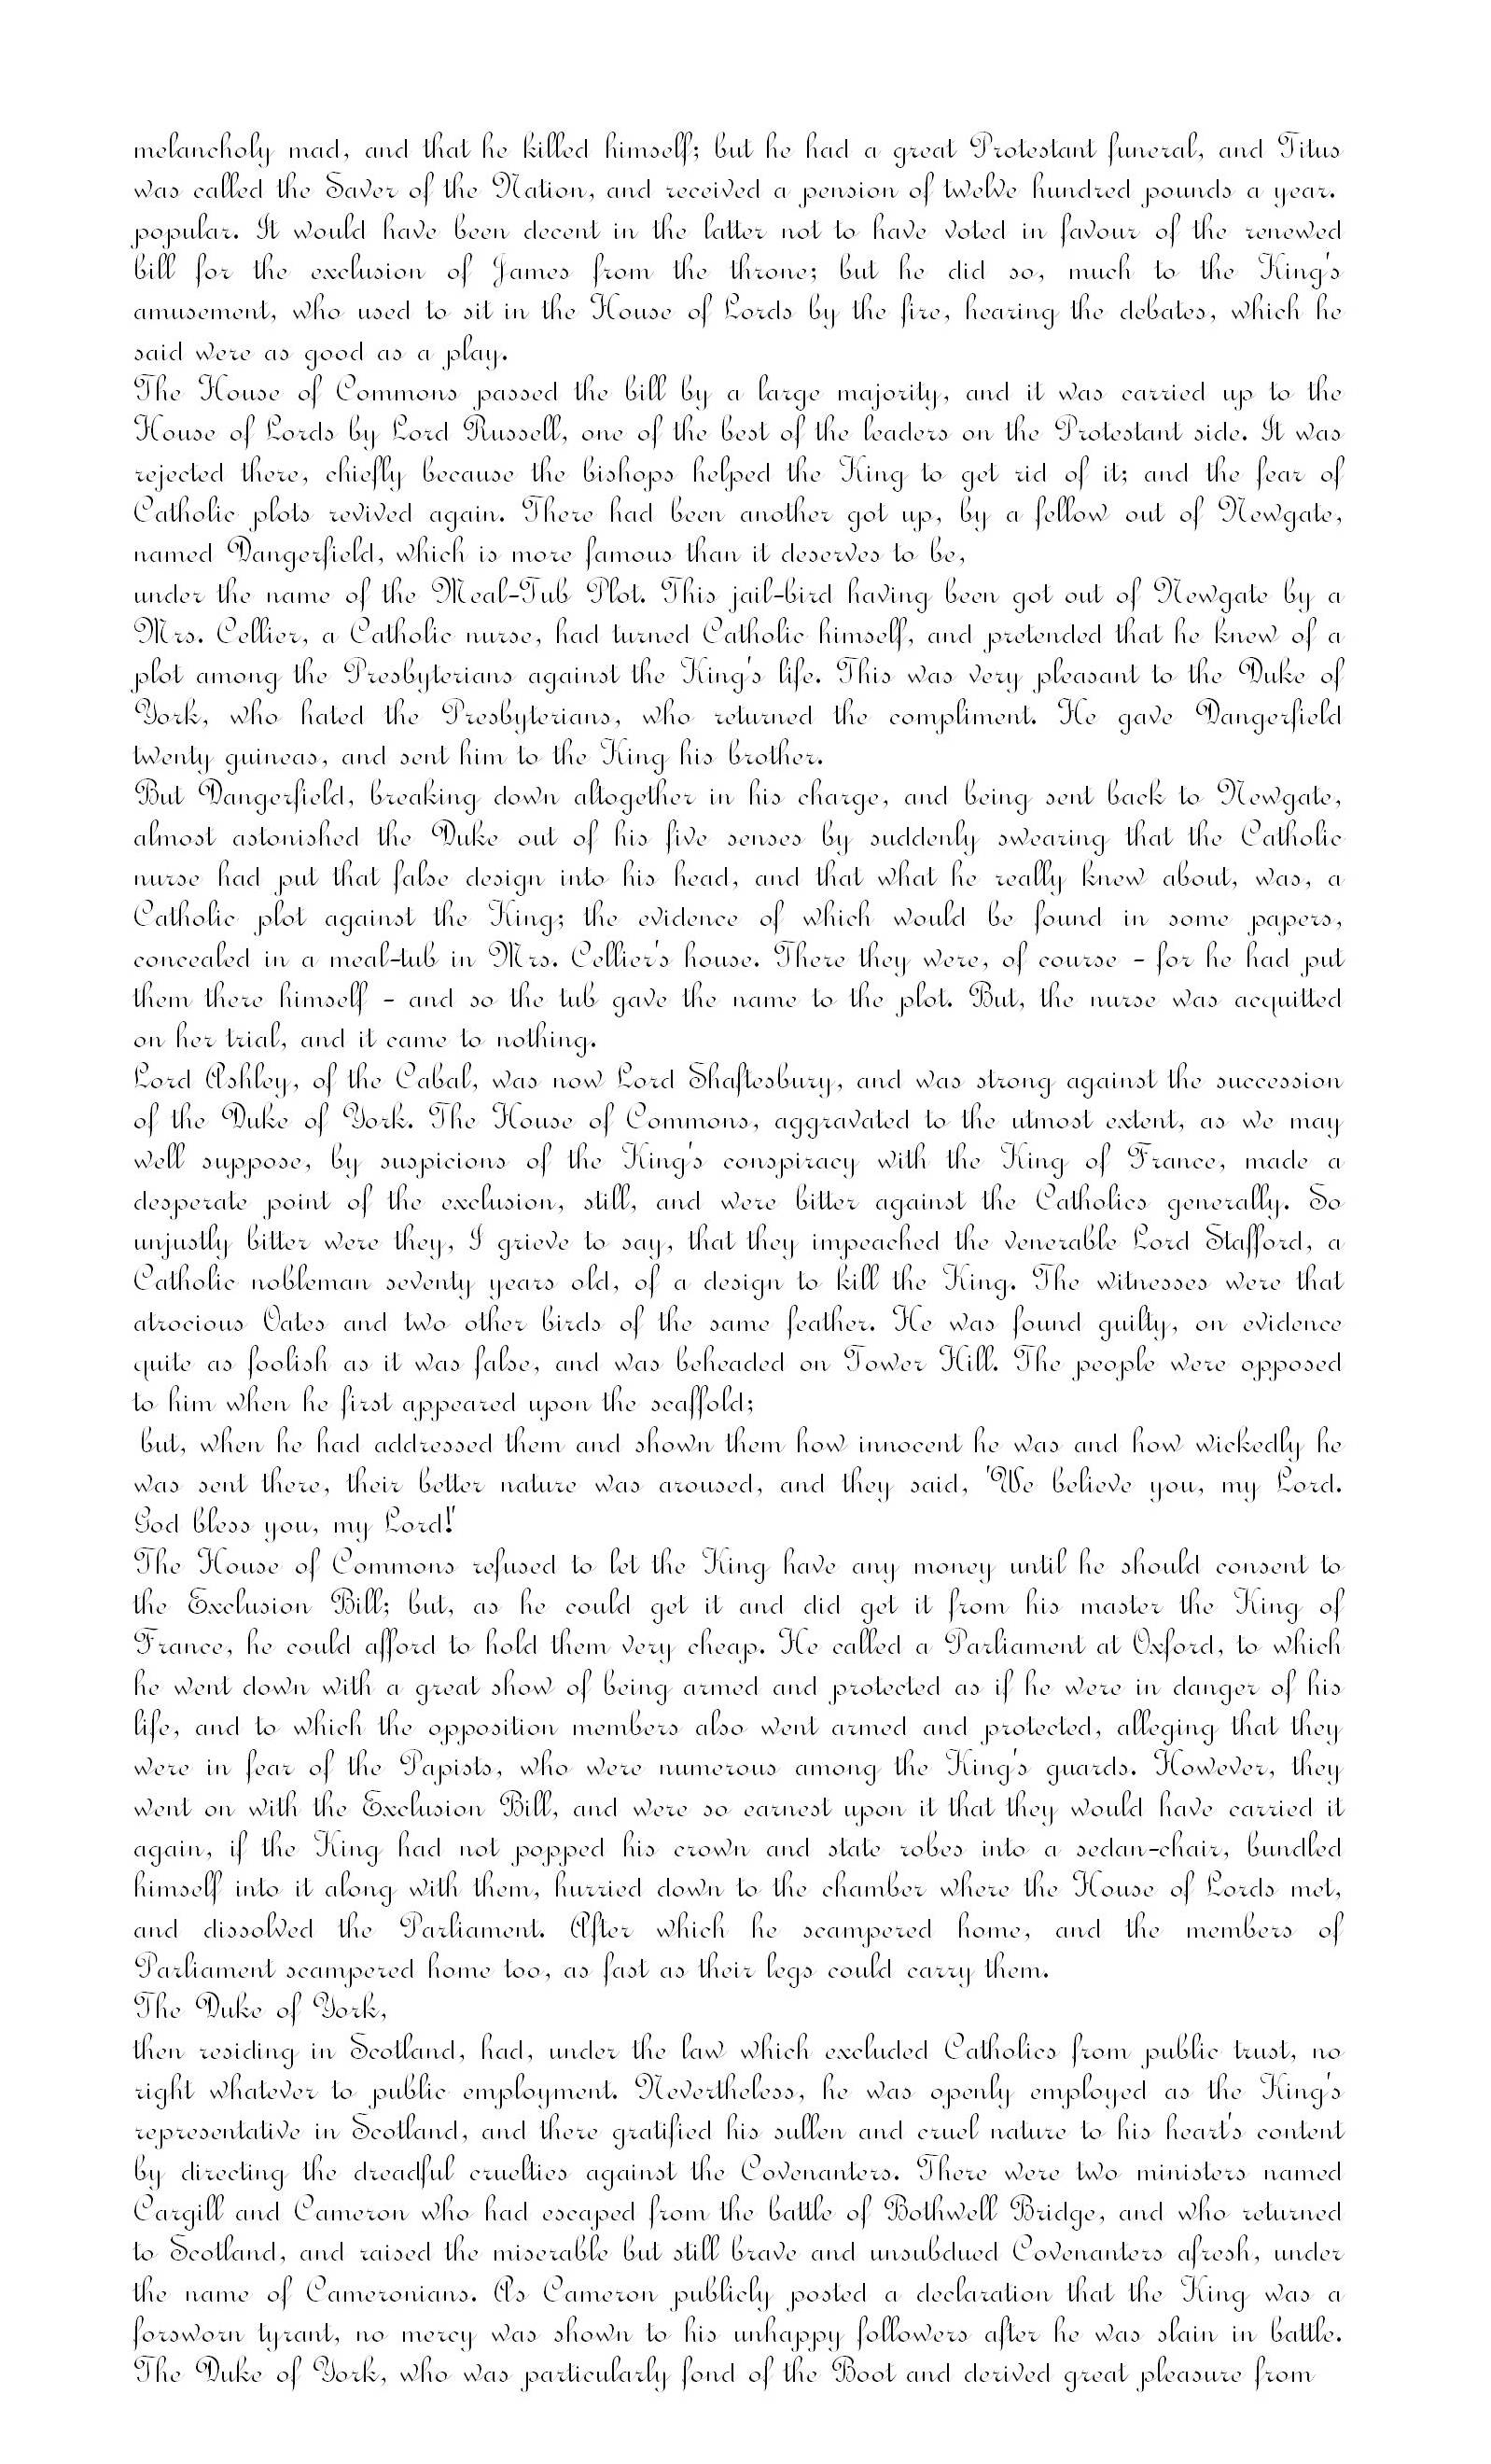 melancholy mad, and that he killed himself; but he had a great Protestant funeral, and Titus
was called the Saver of the Nation, and received a pension of twelve hundred pounds a year.
popular. It would have been decent in the latter not to have voted in favour of the renewed
bill for the exclusion of James from the throne; but he did so, much to the King's
amusement, who used to sit in the House of Lords by the fire, hearing the debates, which he
said were as good as a play.
The House of Commons passed the bill by a large majority, and it was carried up to the
House of Lords by Lord Russell, one of the best of the leaders on the Protestant side. It was
rejected there, chiefly because the bishops helped the King to get rid of it; and the fear of
Catholic plots revived again. There had been another got up, by a fellow out of Newgate,
named Dangerfield, which is more famous than it deserves to be,
under the name of the Meal-Tub Plot. This jail-bird having been got out of Newgate by a
Mrs. Cellier, a Catholic nurse, had turned Catholic himself, and pretended that he knew of a
plot among the Presbyterians against the King's life. This was very pleasant to the Duke of
York, who hated the Presbyterians, who returned the compliment. He gave Dangerfield
twenty guineas, and sent him to the King his brother.
But Dangerfield, breaking down altogether in his charge, and being sent back to Newgate,
almost astonished the Duke out of his five senses by suddenly swearing that the Catholic
nurse had put that false design into his head, and that what he really knew about, was, a
Catholic plot against the King; the evidence of which would be found in some papers,
concealed in a meal-tub in Mrs. Cellier's house. There they were, of course - for he had put
them there himself - and so the tub gave the name to the plot. But, the nurse was acquitted
on her trial, and it came to nothing.
Lord Ashley, of the Cabal, was now Lord Shaftesbury, and was strong against the succession
of the Duke of York. The House of Commons, aggravated to the utmost extent, as we may
well suppose, by suspicions of the King's conspiracy with the King of France, made a
desperate point of the exclusion, still, and were bitter against the Catholics generally. So
unjustly bitter were they, I grieve to say, that they impeached the venerable Lord Stafford, a
Catholic nobleman seventy years old, of a design to kill the King. The witnesses were that
atrocious Oates and two other birds of the same feather. He was found guilty, on evidence
quite as foolish as it was false, and was beheaded on Tower Hill. The people were opposed
to him when he first appeared upon the scaffold;
but, when he had addressed them and shown them how innocent he was and how wickedly he
was sent there, their better nature was aroused, and they said, 'We believe you, my Lord.
God bless you, my Lord!'
The House of Commons refused to let the King have any money until he should consent to
the Exclusion Bill; but, as he could get it and did get it from his master the King of
France, he could afford to hold them very cheap. He called a Parliament at Oxford, to which
he went down with a great show of being armed and protected as if he were in danger of his
life, and to which the opposition members also went armed and protected, alleging that they
were in fear of the Papists, who were numerous among the King's guards. However, they
went on with the Exclusion Bill, and were so earnest upon it that they would have carried it
again, if the King had not popped his crown and state robes into a sedan-chair, bundled
himself into it along with them, hurried down to the chamber where the House of Lords met,
and dissolved the Parliament. After which he scampered home, and the members of
Parliament scampered home too, as fast as their legs could carry them.
The Duke of York,
then residing in Scotland, had, under the law which excluded Catholics from public trust, no
right whatever to public employment. Nevertheless, he was openly employed as the King's
representative in Scotland, and there gratified his sullen and cruel nature to his heart's content
by directing the dreadful cruelties against the Covenanters. There were two ministers named
Cargill and Cameron who had escaped from the battle of Bothwell Bridge, and who returned
to Scotland, and raised the miserable but still brave and unsubdued Covenanters afresh, under
the name of Cameronians. As Cameron publicly posted a declaration that the King was a
forsworn tyrant, no mercy was shown to his unhappy followers after he was slain in battle.
The Duke of York, who was particularly fond of the Boot and derived great pleasure from